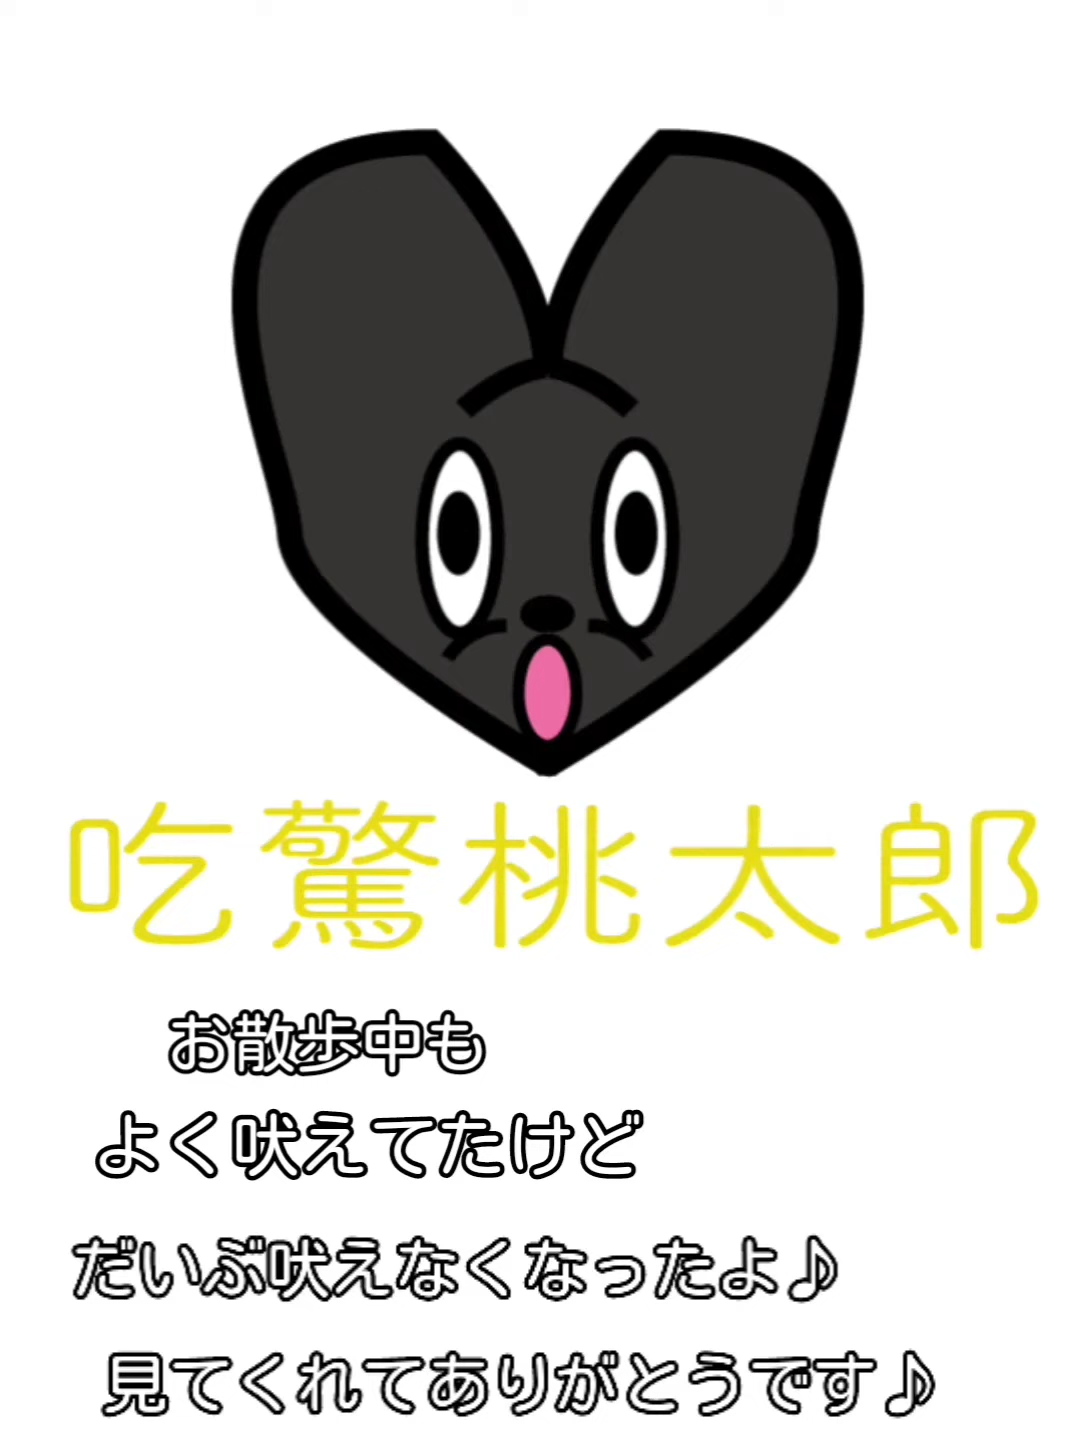 吃驚桃太郎
お散歩中も
よく吠えてたけど
だいぶ吠えなくなったよ♪
見てくれてありがとうです♪